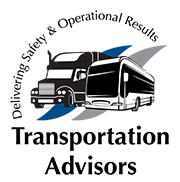 Delivering Safety & Operational Results
Transportation
Advisors